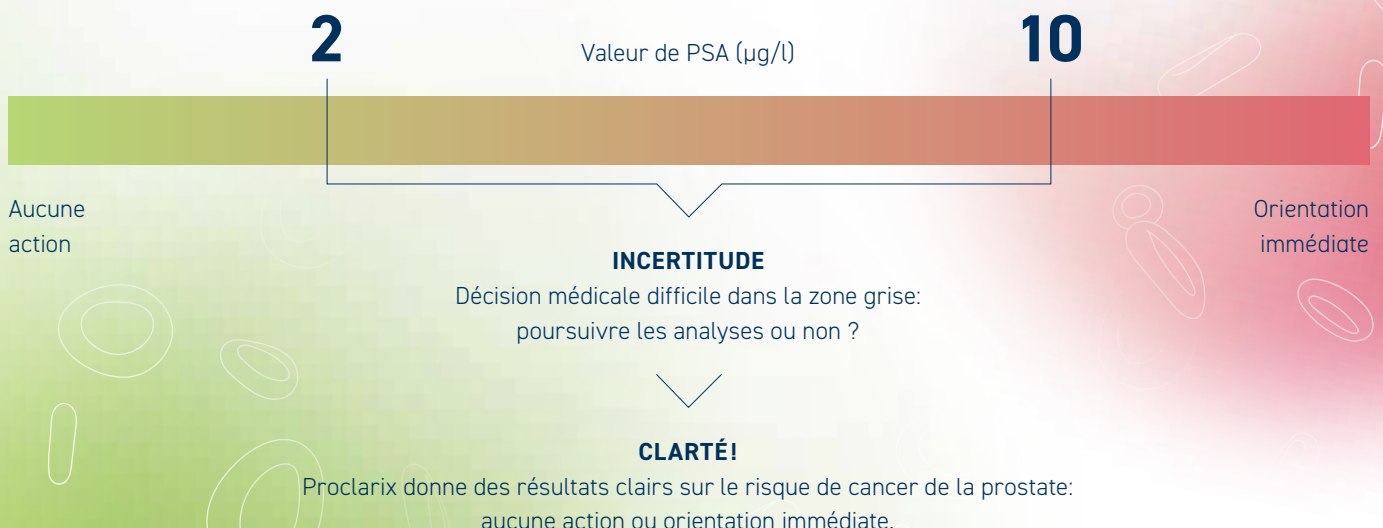 2
Valeur de PSA (µg/l)
10
Aucune
action
Orientation
immédiate
INCERTITUDE
Décision médicale difficile dans la zone grise:
poursuivre les analyses ou non ?
CLARTÉ!
Proclarix donne des résultats clairs sur le risque de cancer de la prostate:
aucune action ou orientation immédiate.